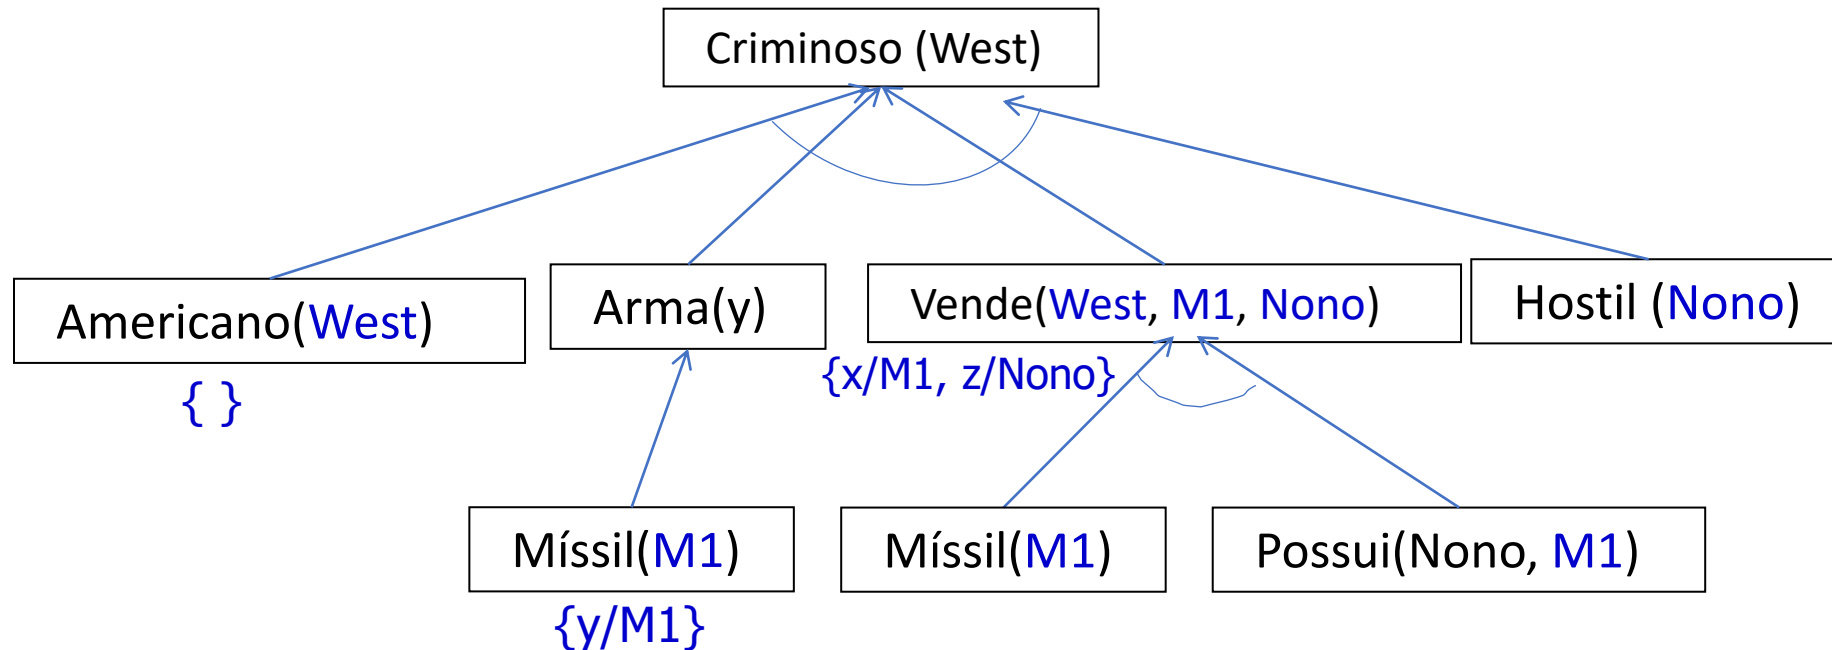 Criminoso (West)
Americano(West)
Arma(y)
Vende(West, M1, Nono)
Hostil (Nono)
{ }
{x/M1, z/Nono}
Míssil(M1)
Míssil(M1)
Possui(Nono, M1)
{y/M1}